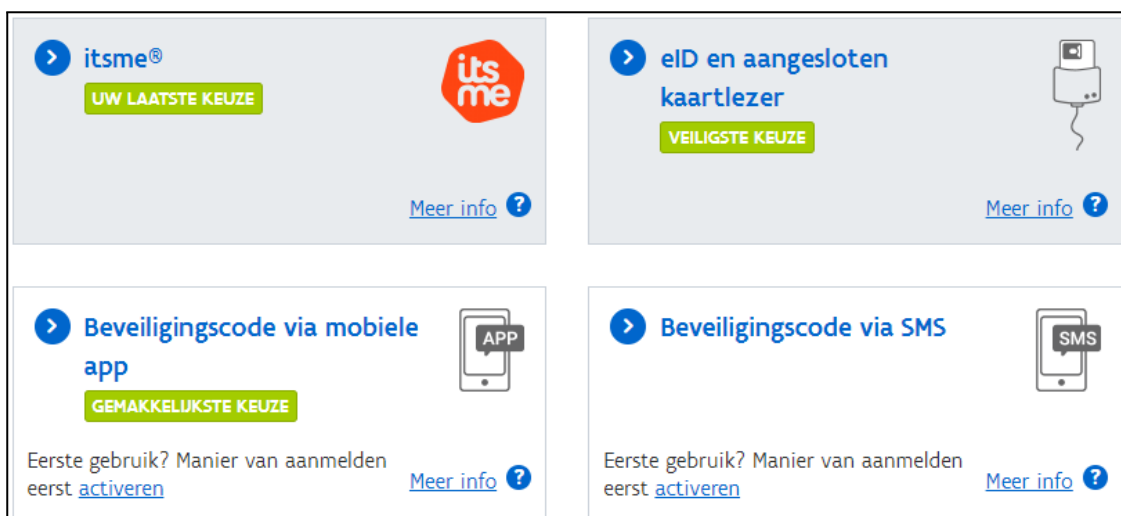 itsme®
UW LAATSTE KEUZE
its
me
Meer info ?
eID en aangesloten
kaartlezer
VEILIGSTE KEUZE
Meer info ?
Beveiligingscode via mobiele
app
GEMAKKELIJKSTE KEUZE
APP
Eerste gebruik? Manier van aanmelden
eerst activeren
Meer info ?
Beveiligingscode via SMS
SMS
Eerste gebruik? Manier van aanmelden
eerst activeren
Meer info ?